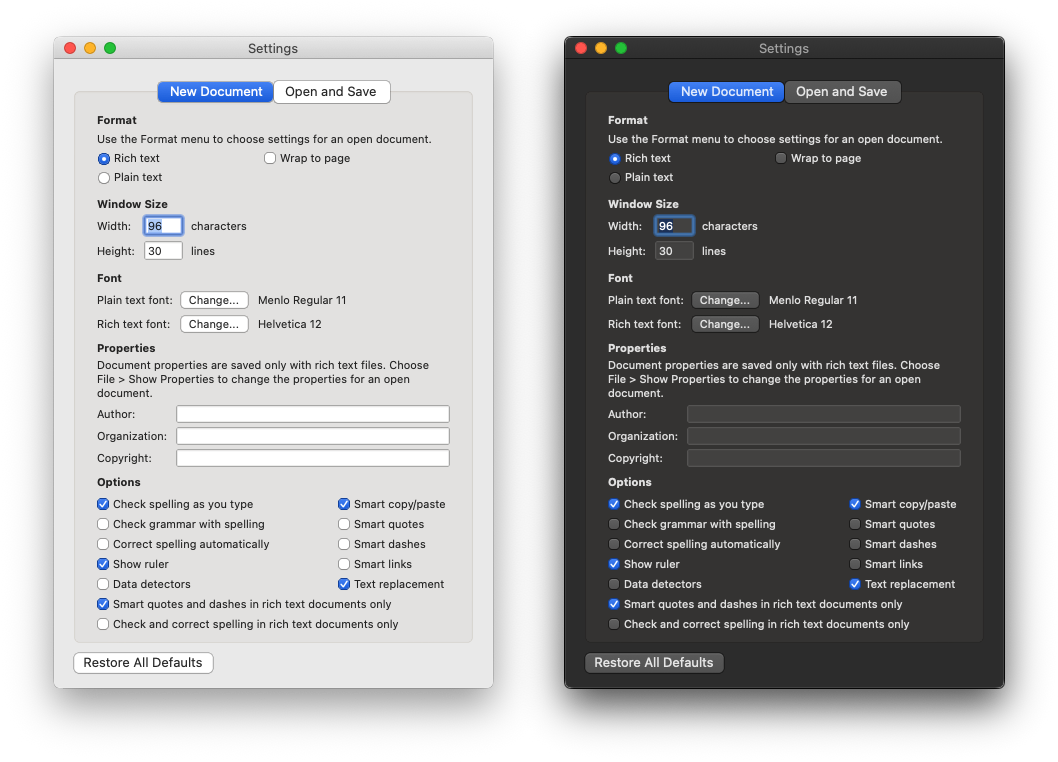 Settings
New Document Open and Save
Format
Use the Format menu to choose settings for an open document.
Rich text Wrap to page
Plain text
Window Size
Width: 96 characters
Height: 30 lines
Font
Plain text font: Change... Menlo Regular 11
Rich text font: Change... Helvetica 12
Properties
Document properties are saved only with rich text files. Choose
File > Show Properties to change the properties for an open
document.
Author:
Organization:
Copyright:
Options
Check spelling as you type Smart copy/paste
Check grammar with spelling Smart quotes
Correct spelling automatically Smart dashes
Show ruler Smart links
Data detectors Text replacement
Smart quotes and dashes in rich text documents only
Check and correct spelling in rich text documents only
Restore All Defaults
Settings
New Document Open and Save
Format
Use the Format menu to choose settings for an open document.
Rich text Wrap to page
Plain text
Window Size
Width: 96 characters
Height: 30 lines
Font
Plain text font: Change... Menlo Regular 11
Rich text font: Change... Helvetica 12
Properties
Document properties are saved only with rich text files. Choose
File > Show Properties to change the properties for an open
document.
Author:
Organization:
Copyright:
Options
Check spelling as you type Smart copy/paste
Check grammar with spelling Smart quotes
Correct spelling automatically Smart dashes
Show ruler Smart links
Data detectors Text replacement
Smart quotes and dashes in rich text documents only
Check and correct spelling in rich text documents only
Restore All Defaults